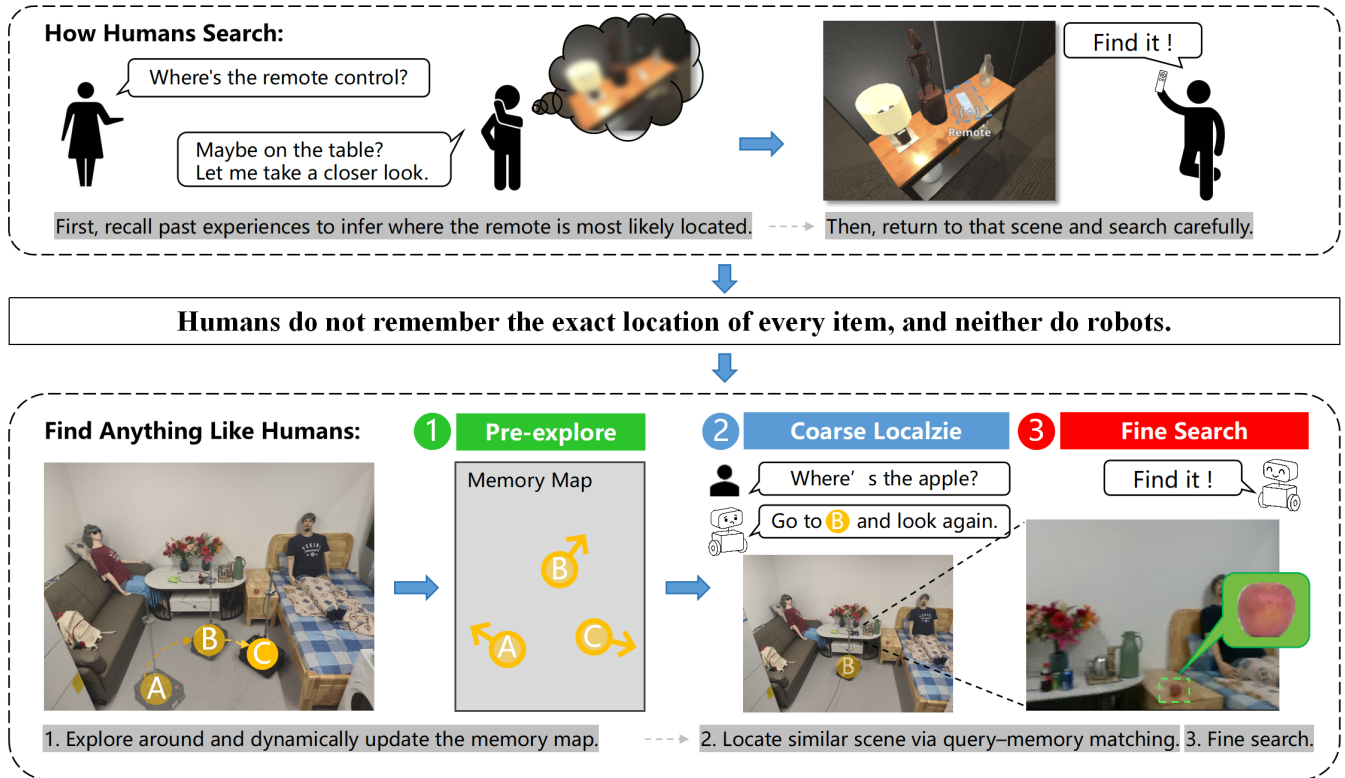 How Humans Search:
Where's the remote control?
Maybe on the table?
Let me take a closer look.
Remote
Find it !
First, recall past experiences to infer where the remote is most likely located.
Then, return to that scene and search carefully.
Humans do not remember the exact location of every item, and neither do robots.
Find Anything Like Humans:
1 Pre-explore
2 Coarse Localzie
3 Fine Search
Memory Map
A
B
C
B
A
C
Where's the apple?
Go to B and look again.
B
Find it !
1. Explore around and dynamically update the memory map.
2. Locate similar scene via query–memory matching.
3. Fine search.